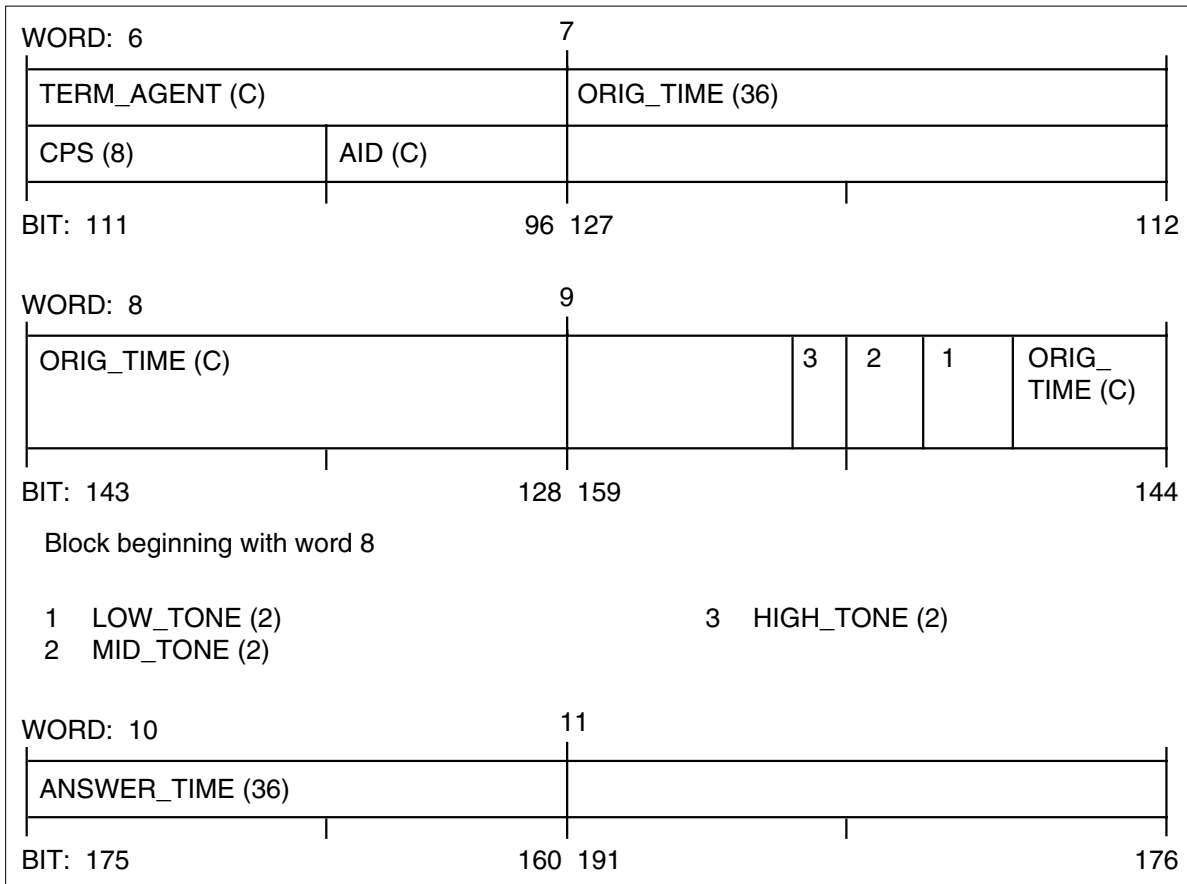 WORD: 6 7
TERM_AGENT (C) ORIG_TIME (36)
CPS (8) AID (C)
BIT: 111 96 127 112
WORD: 8 9
ORIG_TIME (C) 3 2 1 ORIG_
TIME (C)
BIT: 143 128 159 144
Block beginning with word 8
1 LOW_TONE (2) 3 HIGH_TONE (2)
2 MID_TONE (2)
WORD: 10 11
ANSWER_TIME (36)
BIT: 175 160 191 176